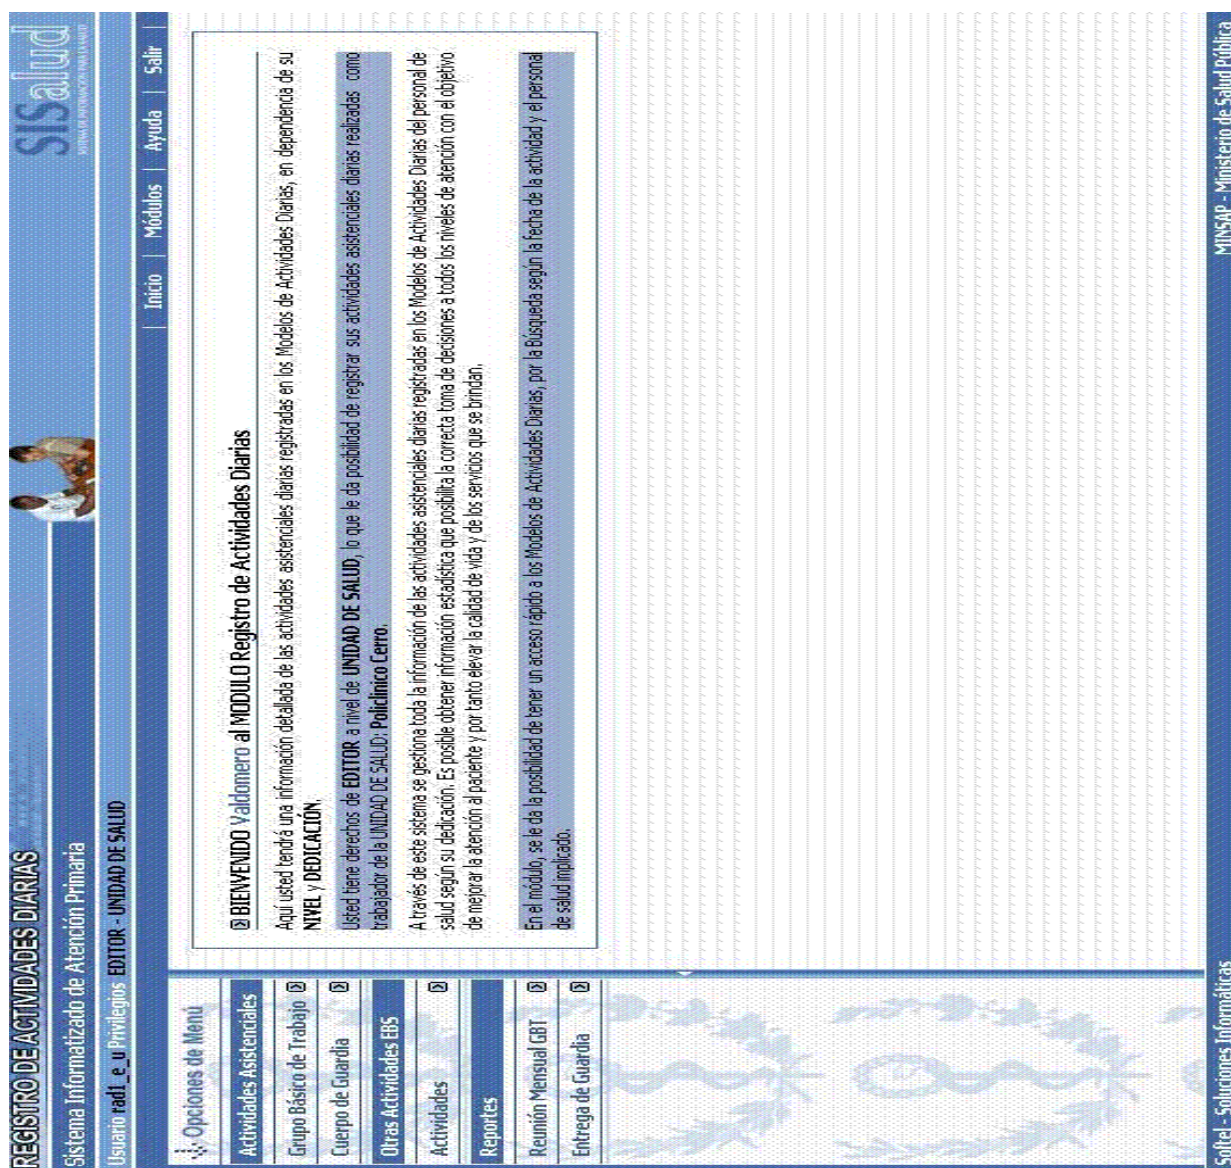 REGISTRO DE ACTIVIDADES DIARIAS
SISalud
SISTEMA DE INFORMACIÓN PARA LA SALUD
Sistema Informatizado de Atención Primaria
Usuario rad1_e_u Privilegios EDITOR - UNIDAD DE SALUD
| Inicio | Módulos | Ayuda | Salir |
Opciones de Menú
Actividades Asistenciales
Grupo Básico de Trabajo
Cuerpo de Guardia
Otras Actividades EBS
Actividades
Reportes
Reunión Mensual GBT
Entrega de Guardia
BIENVENIDO Valdomero al MODULO Registro de Actividades Diarias
Aquí usted tendrá una información detallada de las actividades asistenciales diarias registradas en los Modelos de Actividades Diarias, en dependencia de su
NIVEL y DEDICACIÓN.
Usted tiene derechos de EDITOR a nivel de UNIDAD DE SALUD, lo que le da posibilidad de registrar sus actividades asistenciales diarias realizadas como
trabajador de la UNIDAD DE SALUD: Policlínico Cerro.
A través de este sistema se gestiona toda la información de las actividades asistenciales diarias registradas en los Modelos de Actividades Diarias del personal de
salud según su dedicación. Es posible obtener información estadística que posibilita la correcta toma de decisiones a todos los niveles de atención con el objetivo
de mejorar la atención al paciente y por tanto elevar la calidad de vida y de los servicios que se brindan.
En el módulo, se le da la posibilidad de tener un acceso rápido a los Modelos de Actividades Diarias, por la Búsqueda según la fecha de la actividad y el personal
de salud implicado.
Softel - Soluciones Informáticas
MINSAP - Ministerio de Salud Pública